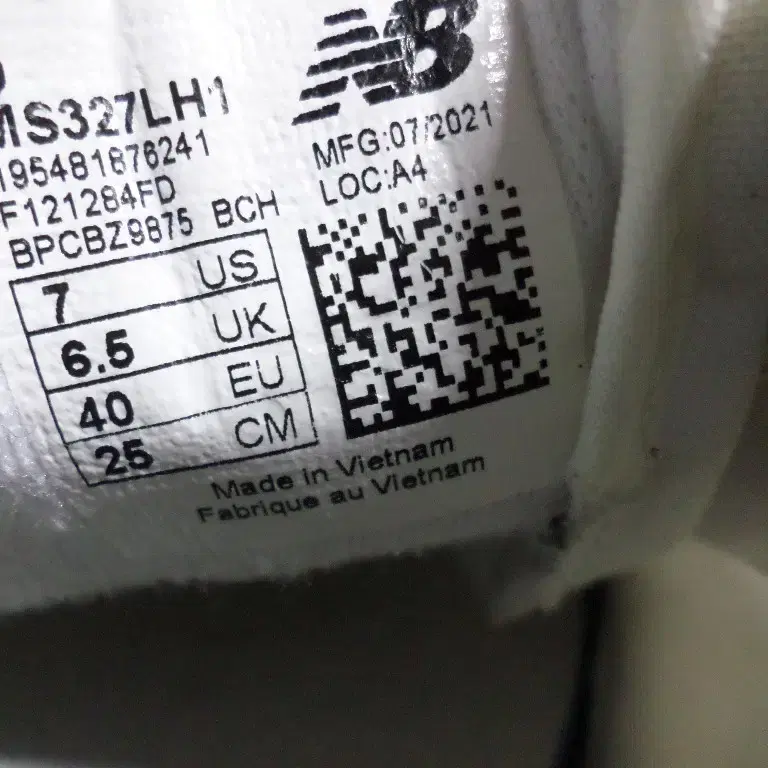 NB
MS327LH1
195481876241
F121284FD
BPCBZ9875 BCH
MFG:07/2021
LOC:A4
7 US
6.5 UK
40 EU
25 CM
Made in Vietnam
Fabrique au Vietnam